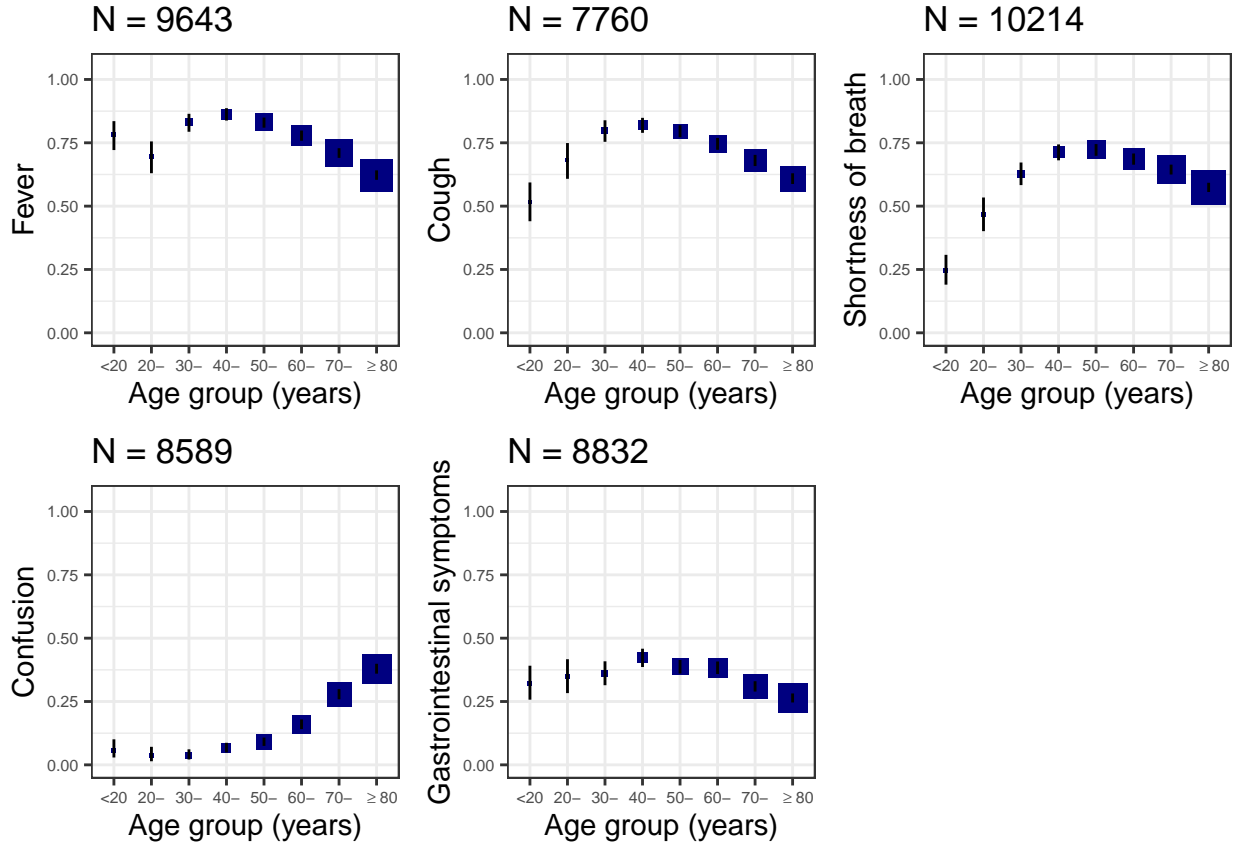 N = 9643
Fever
1.00
0.75
0.50
0.25
0.00
<20 20– 30– 40– 50– 60– 70– ≥ 80
Age group (years)
N = 7760
Cough
1.00
0.75
0.50
0.25
0.00
<20 20– 30– 40– 50– 60– 70– ≥ 80
Age group (years)
N = 10214
Shortness of breath
1.00
0.75
0.50
0.25
0.00
<20 20– 30– 40– 50– 60– 70– ≥ 80
Age group (years)
N = 8589
Confusion
1.00
0.75
0.50
0.25
0.00
<20 20– 30– 40– 50– 60– 70– ≥ 80
Age group (years)
N = 8832
Gastrointestinal symptoms
1.00
0.75
0.50
0.25
0.00
<20 20– 30– 40– 50– 60– 70– ≥ 80
Age group (years)